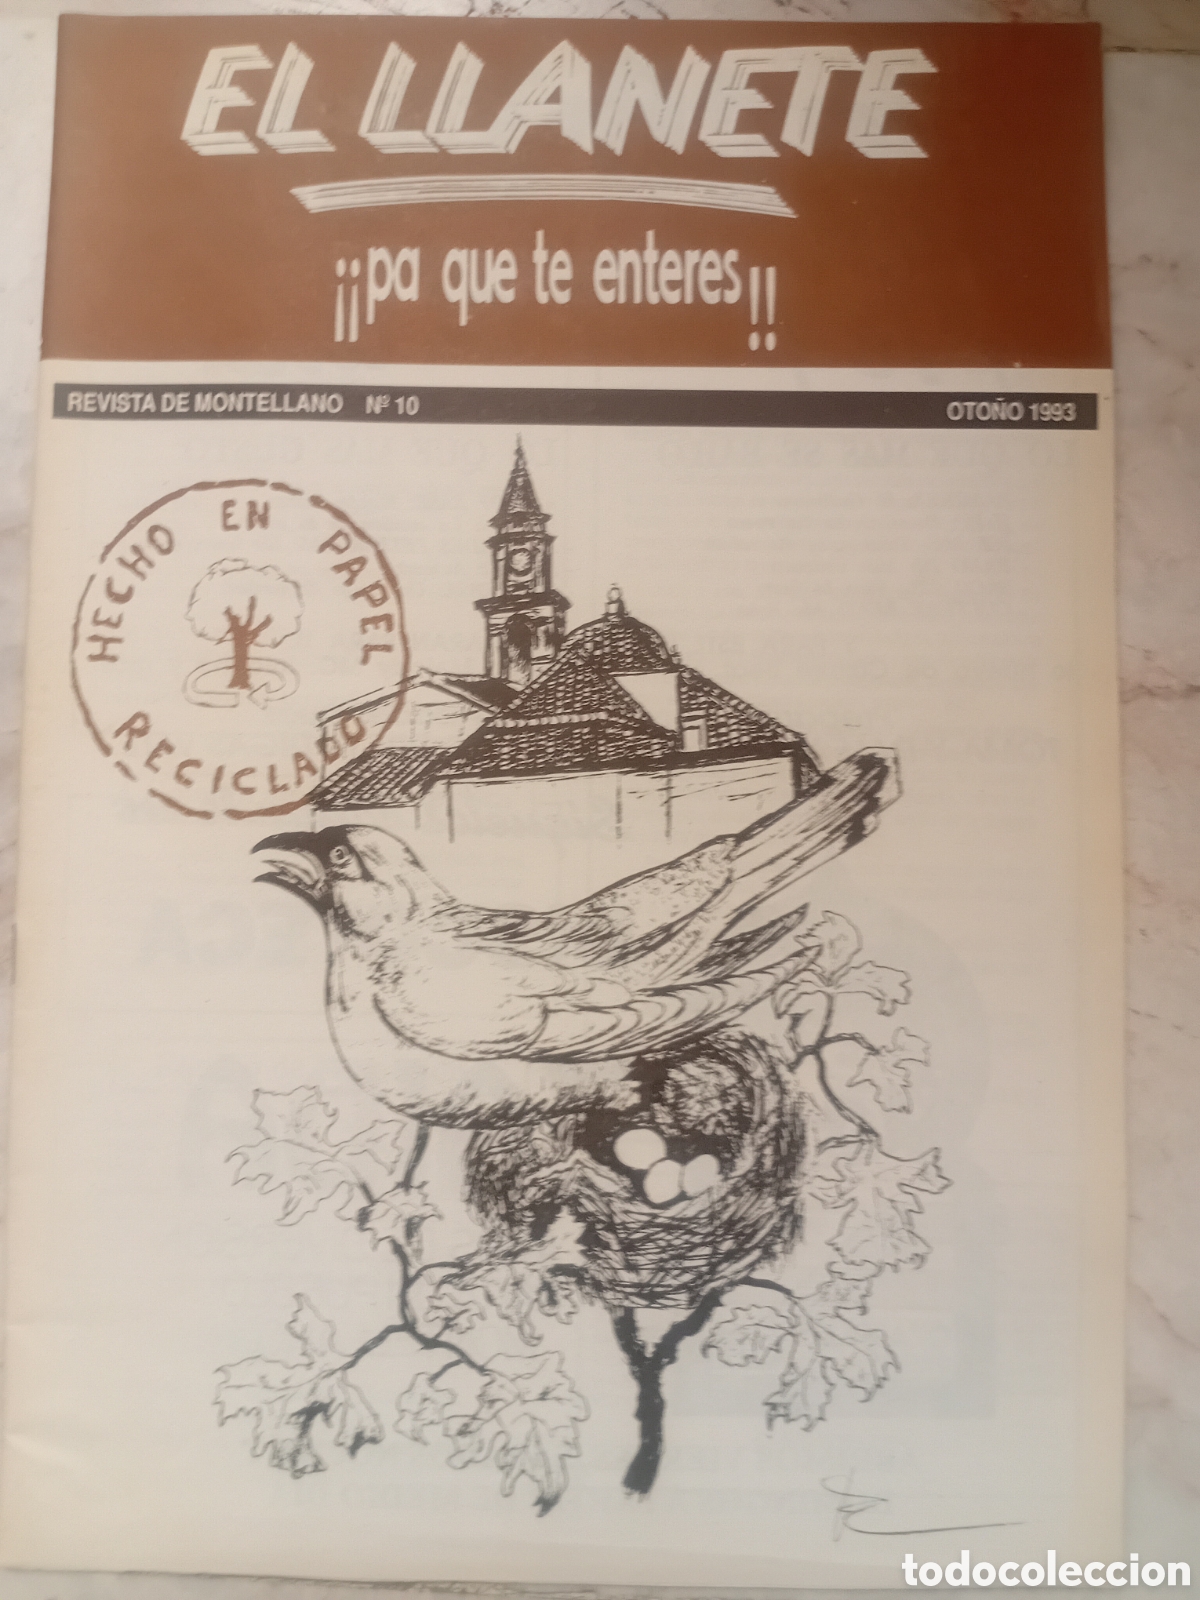 EL LLANETE
¡¡pa que te enteres!!
REVISTA DE MONTELLANO Nº 10 OTOÑO 1993
HECHO EN PAPEL RECICLADO
todocoleccion